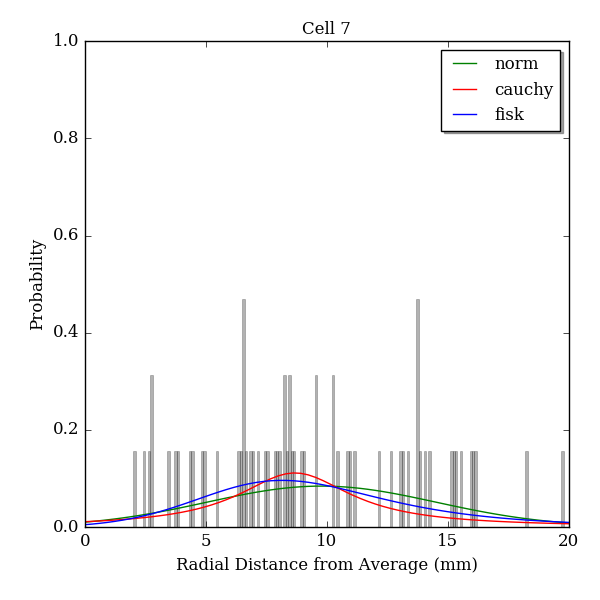 Cell 7
1.0
0.8
0.6
0.4
0.2
0.0
Probability
norm
cauchy
fisk
0 5 10 15 20
Radial Distance from Average (mm)